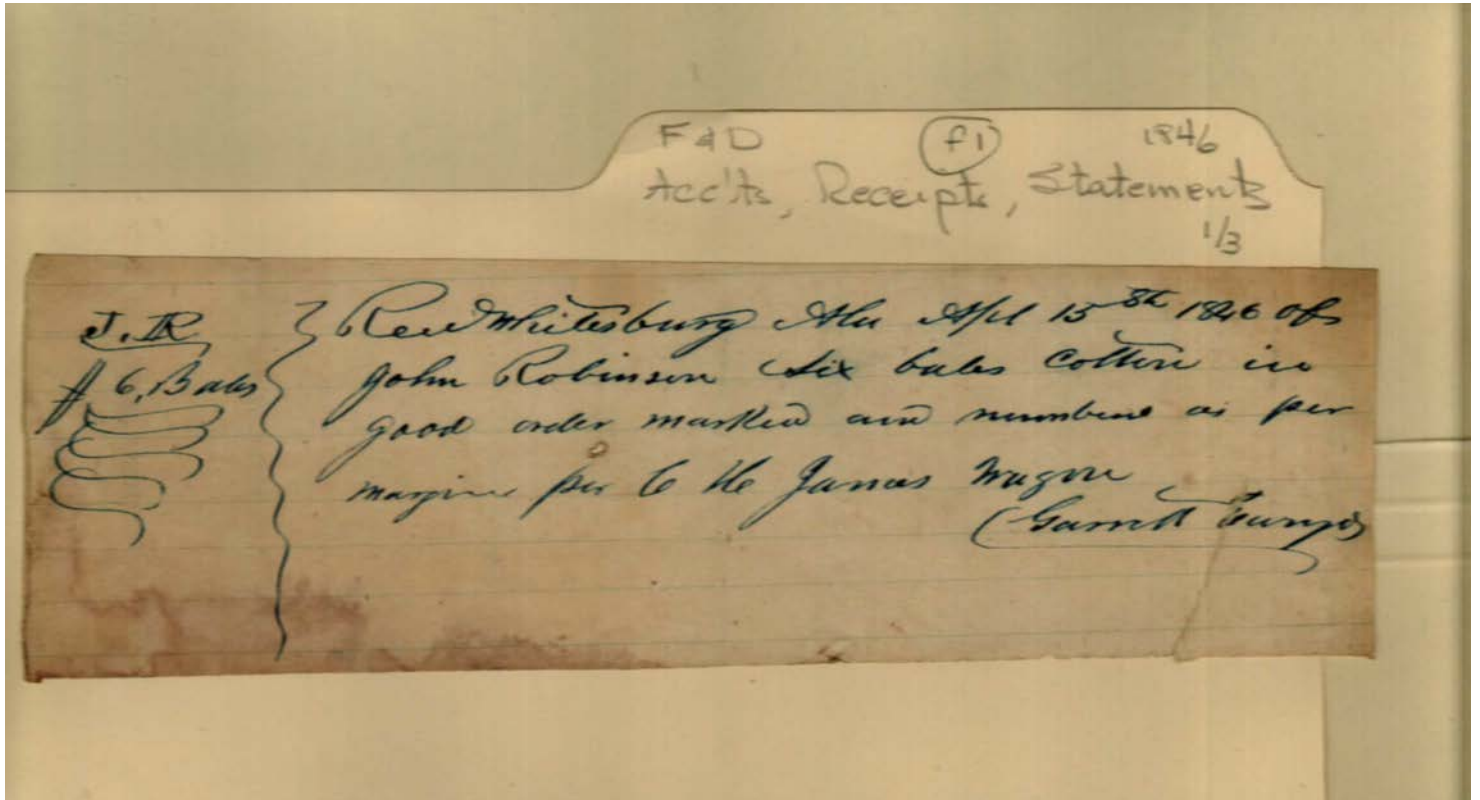 F & D f1 1846
Acc'ts, Receipts, Statements
1/3
J. R
# 6, Bales
Recd Whitesburg Ala Apl 15th 1846 of
John Robinson Six bales Cotton in
good order marked and numbered as per
margin per the James Wagon
Garrett